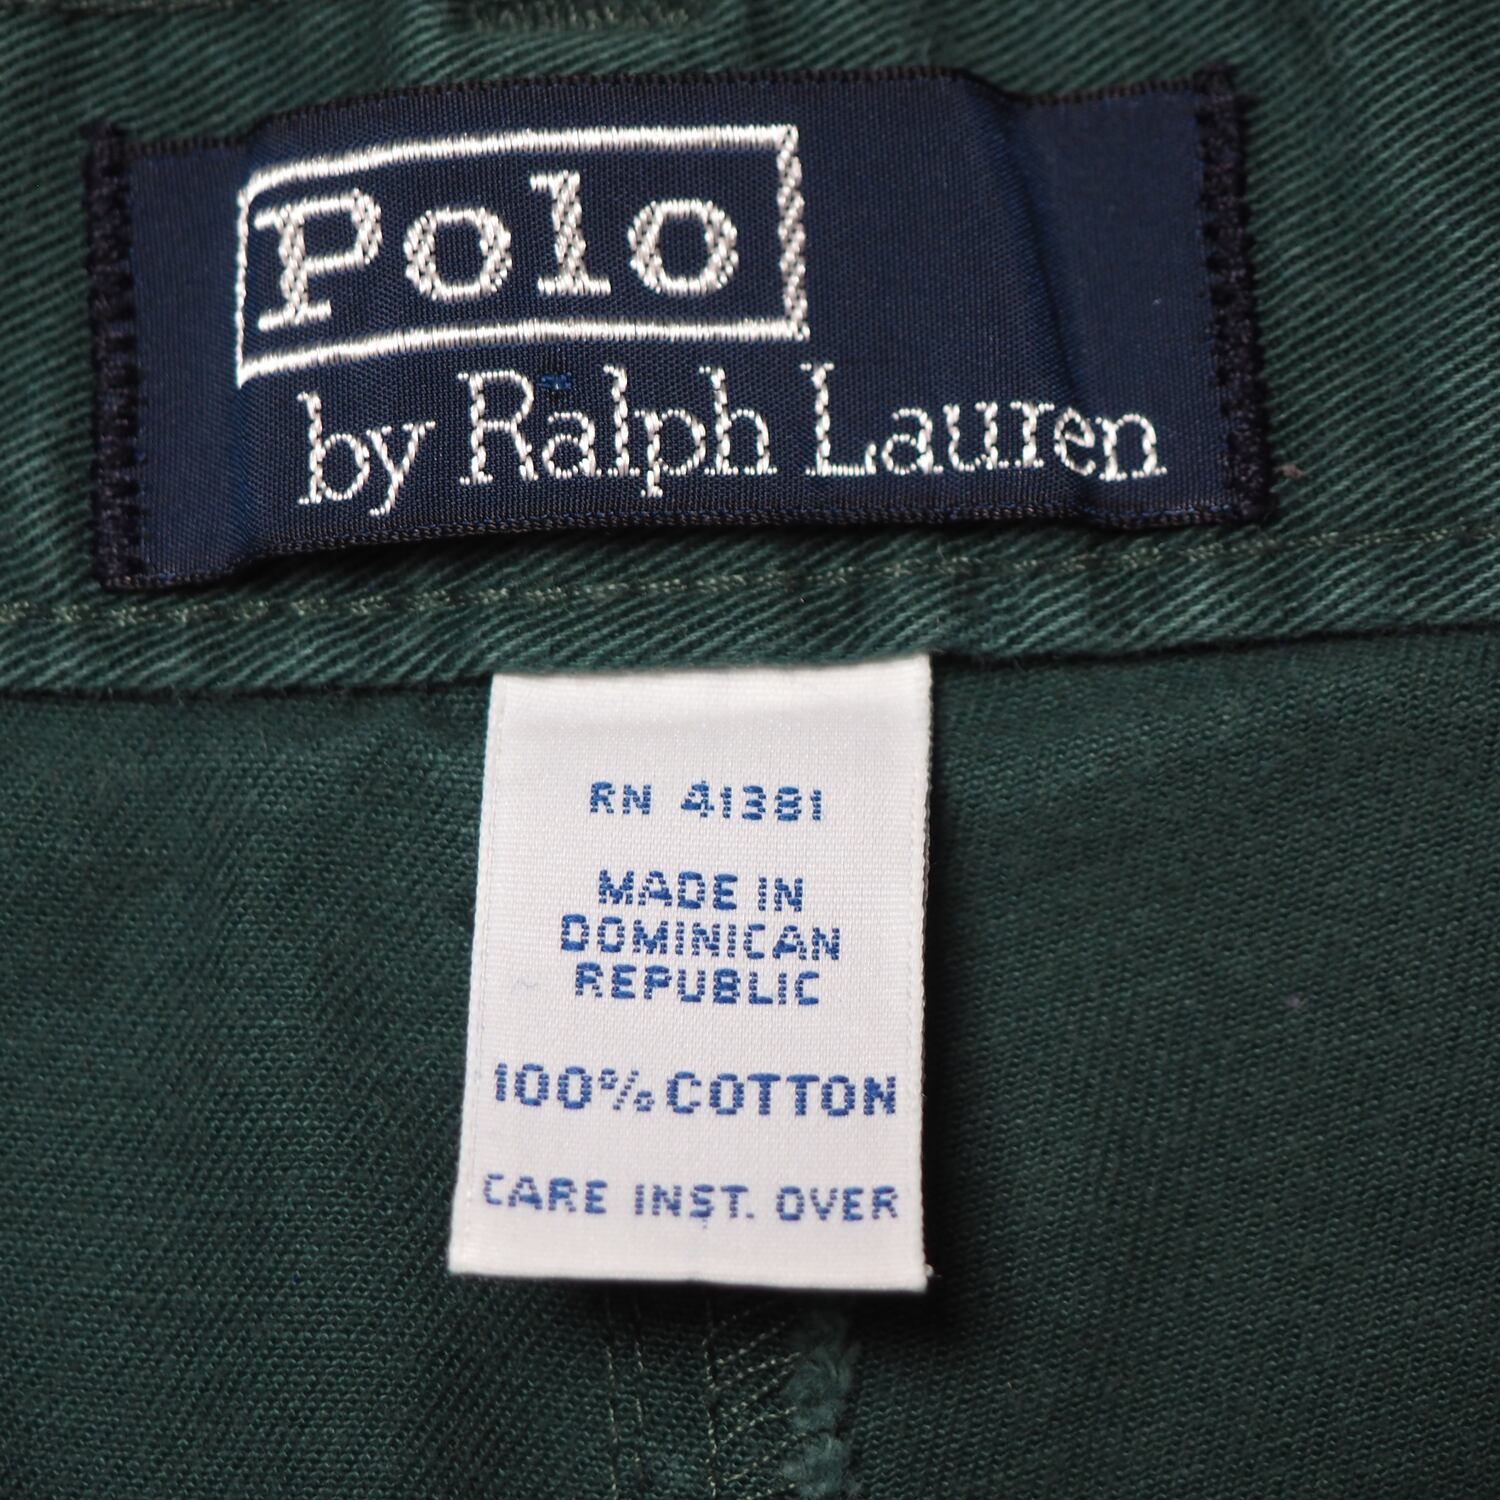 Polo
by Ralph Lauren
RN 41381
MADE IN
DOMINICAN
REPUBLIC
100% COTTON
CARE INST. OVER